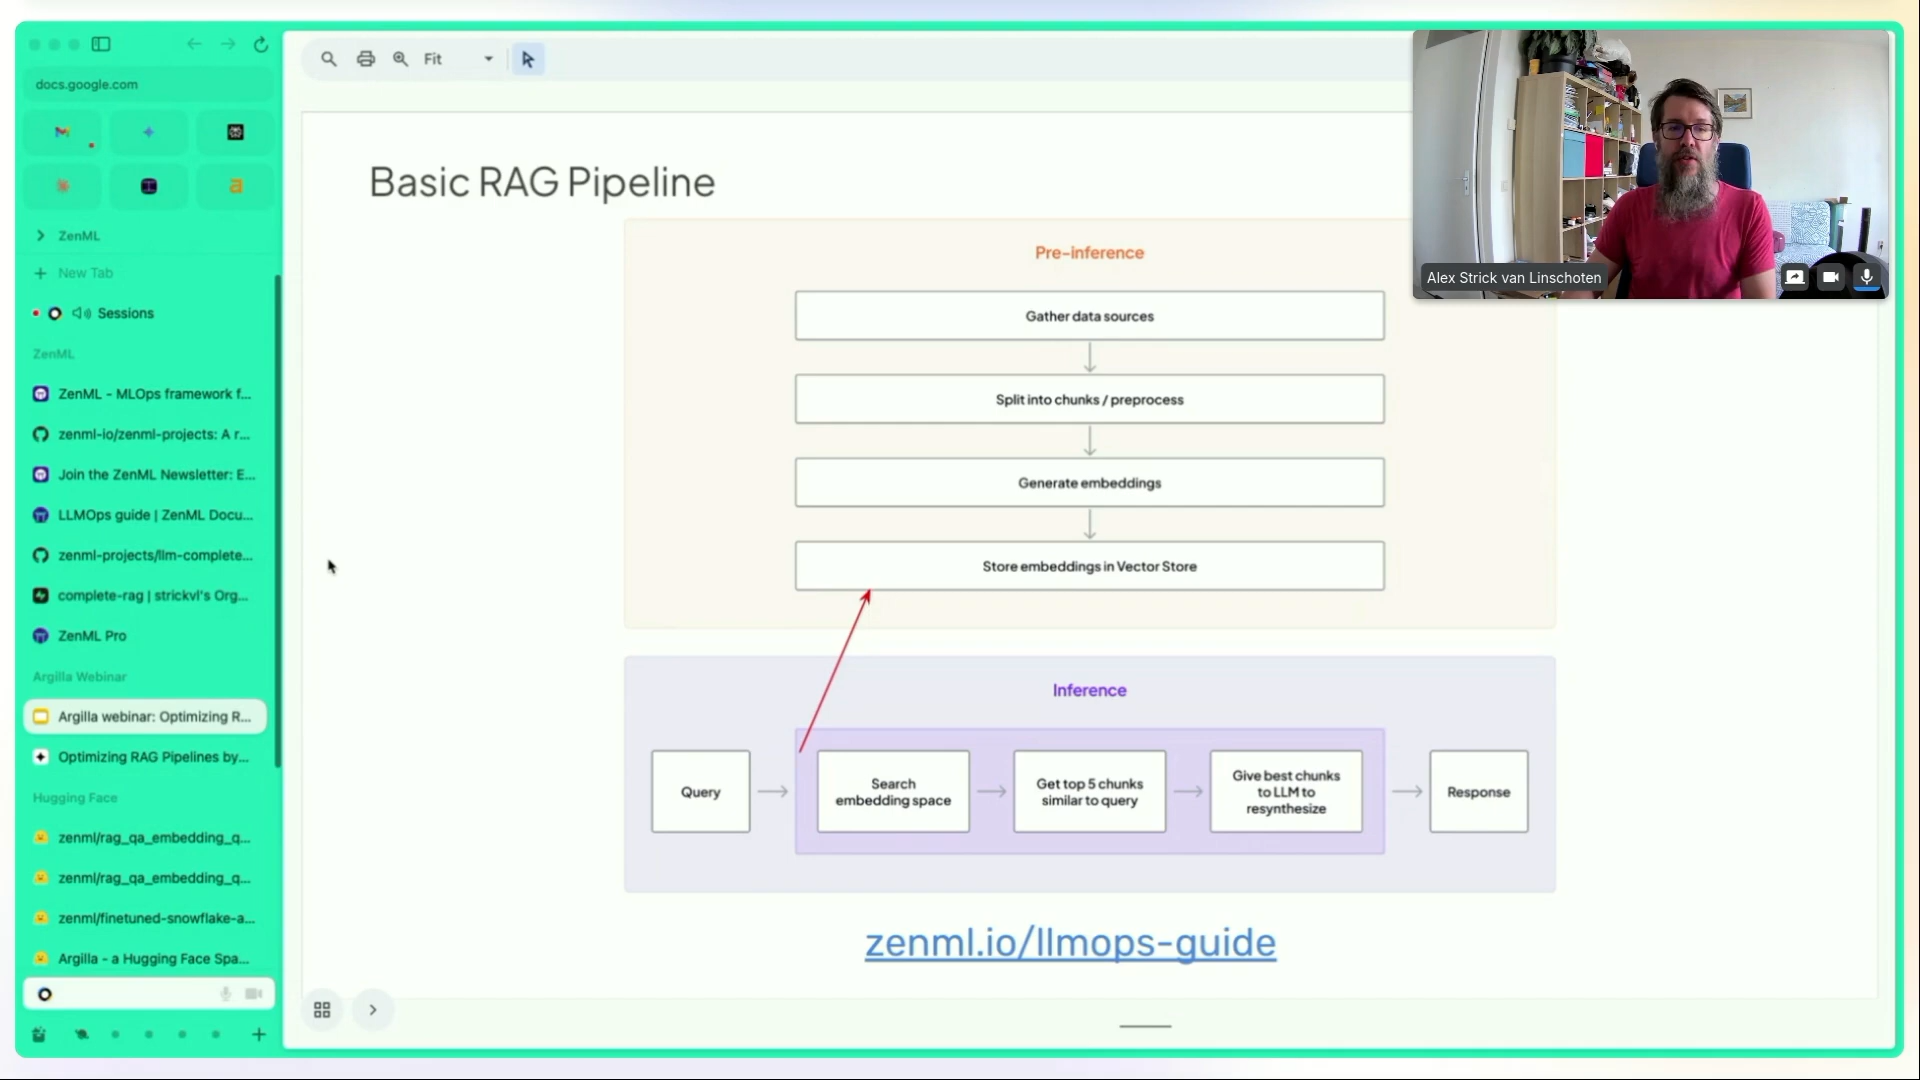 docs.google.com
ZenML
New Tab
Sessions
ZenML
ZenML - MLOps framework f...
zenml-io/zenml-projects: A r...
Join the ZenML Newsletter: E...
LLMOps guide | ZenML Docu...
zenml-projects/llm-complete...
complete-rag | strickvl's Org...
ZenML Pro
Argilla Webinar
Argilla webinar: Optimizing R...
Optimizing RAG Pipelines by...
Hugging Face
zenml/rag_qa_embedding_q...
zenml/rag_qa_embedding_q...
zenml/finetuned-snowflake-a...
Argilla - a Hugging Face Spa...
Fit
Basic RAG Pipeline
Pre-inference
Gather data sources
Split into chunks / preprocess
Generate embeddings
Store embeddings in Vector Store
Inference
Query
Search
embedding space
Get top 5 chunks
similar to query
Give best chunks
to LLM to
resynthesize
Response
zenml.io/llmops-guide
Alex Strick van Linschoten